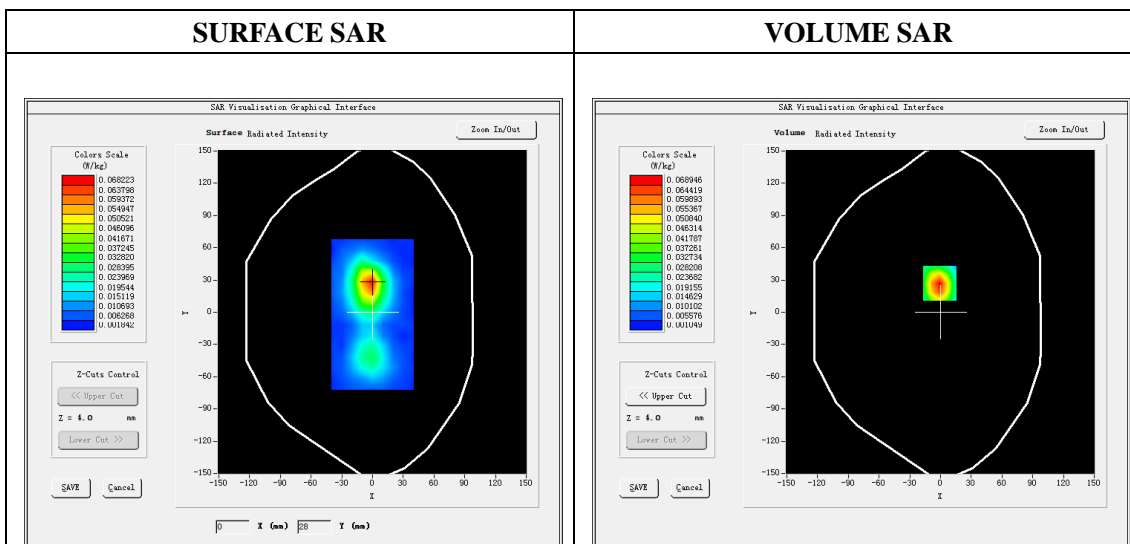 SURFACE SAR
SAR Visualisation Graphical Interface
Surface Radiated Intensity
Zoom In/Out
Colors Scale
(W/kg)
0.068223
0.063798
0.059372
0.054947
0.050521
0.046096
0.041671
0.037245
0.032820
0.028395
0.023969
0.019544
0.015119
0.010693
0.006268
0.001842
150
120
90
60
30
0
-30
-60
-90
-120
-150
Y
-150 -120 -90 -60 -30 0 30 60 90 120 150
X
Z-Cuts Control
<< Upper Cut
Z = 4.0 mm
Lower Cut >>
SAVE Cancel
0 X (mm) 28 Y (mm)
VOLUME SAR
SAR Visualisation Graphical Interface
Volume Radiated Intensity
Zoom In/Out
Colors Scale
(W/kg)
0.068946
0.064419
0.059893
0.055367
0.050840
0.046314
0.041787
0.037261
0.032734
0.028208
0.023682
0.019155
0.014629
0.010102
0.005576
0.001049
150
120
90
60
30
0
-30
-60
-90
-120
-150
Y
-150 -120 -90 -60 -30 0 30 60 90 120 150
X
Z-Cuts Control
<< Upper Cut
Z = 4.0 mm
Lower Cut >>
SAVE Cancel